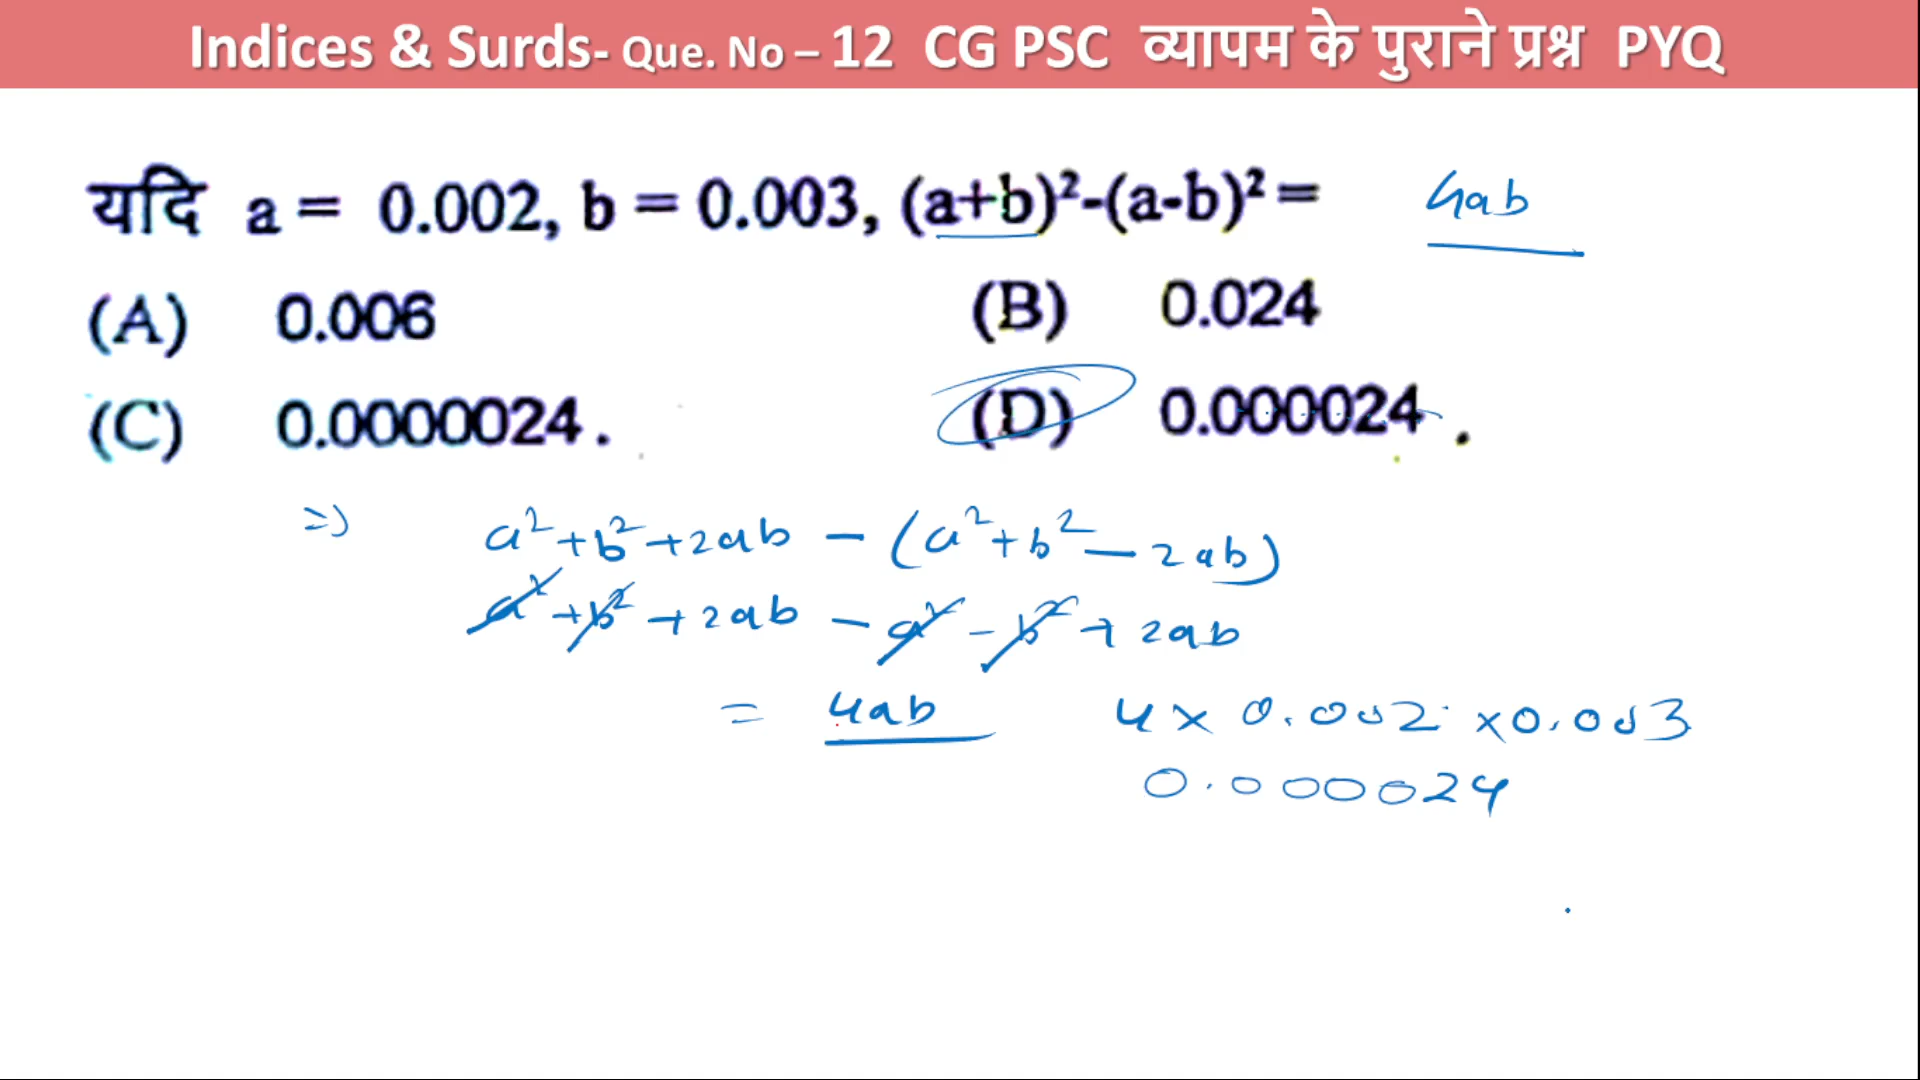 Indices & Surds- Que. No – 12 CG PSC व्यापम के पुराने प्रश्न PYQ
यदि a = 0.002, b = 0.003, (a+b)²-(a-b)² = 4ab
(A) 0.006 (B) 0.024
(C) 0.0000024. (D) 0.000024.
=> a²+b²+2ab – (a²+b²–2ab)
a²+b²+2ab – a² – b² + 2ab
= 4ab 4 × 0.002 × 0.003
0.000024